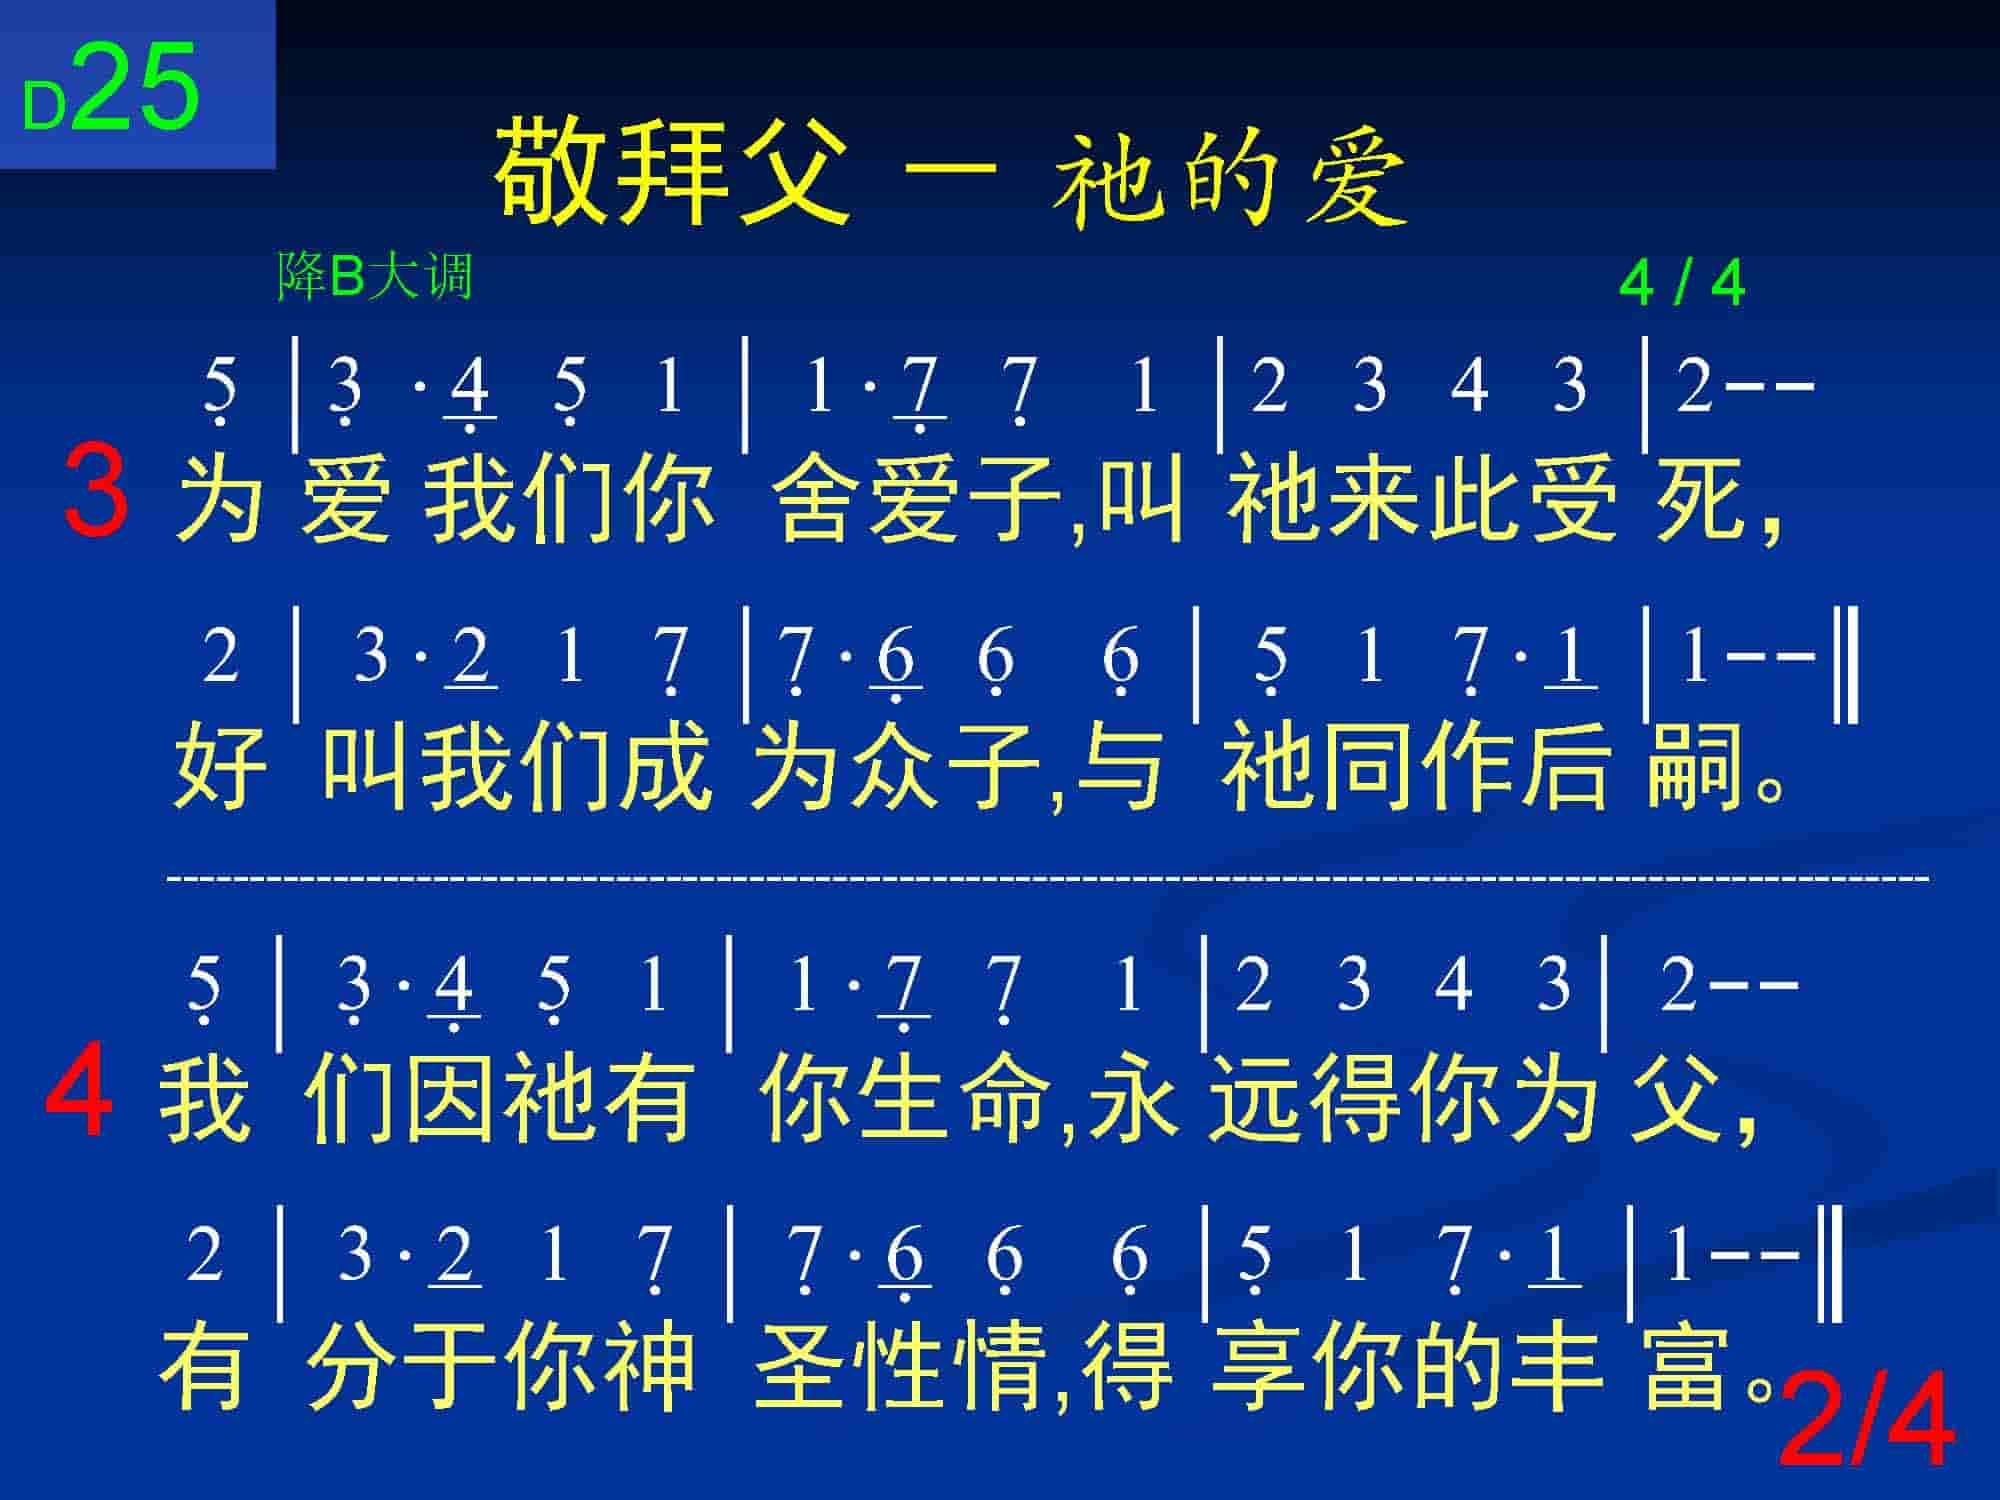 D25
敬拜父 － 祂的爱
降B大调 4 / 4
5̣ | 3̣ · 4̣ 5̣ 1 | 1 · 7̣ 7̣ 1 | 2 3 4 3 | 2--
3 为 爱 我们你 舍爱子,叫 祂来此受 死，
2 | 3 · 2 1 7̣ | 7̣ · 6̣ 6̣ 6̣ | 5̣ 1 7̣ · 1 | 1--‖
好 叫我们成 为众子,与 祂同作后 嗣。
5̣ | 3̣ · 4̣ 5̣ 1 | 1 · 7̣ 7̣ 1 | 2 3 4 3 | 2--
4 我 们因祂有 你生命,永 远得你为 父，
2 | 3 · 2 1 7̣ | 7̣ · 6̣ 6̣ 6̣ | 5̣ 1 7̣ · 1 | 1--‖
有 分于你神 圣性情,得 享你的丰 富。
2/4